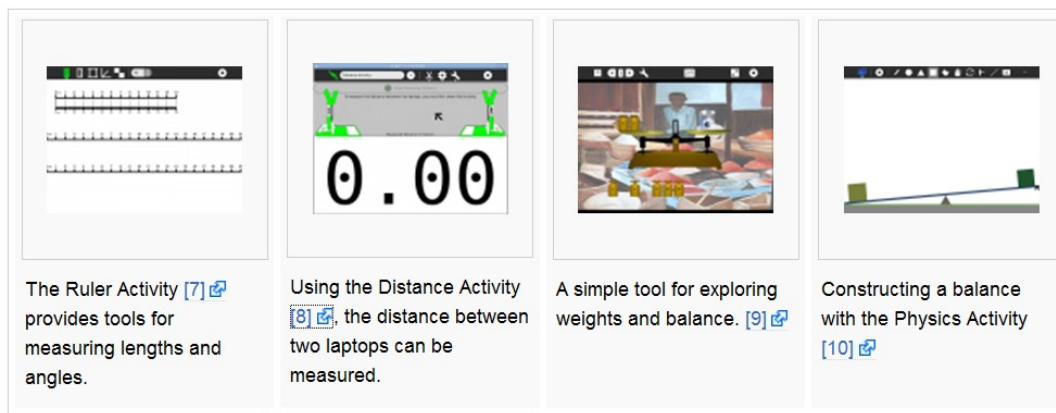 0.00
The Ruler Activity [7]
provides tools for
measuring lengths and
angles.
Using the Distance Activity
[8], the distance between
two laptops can be
measured.
A simple tool for exploring
weights and balance. [9]
Constructing a balance
with the Physics Activity
[10]